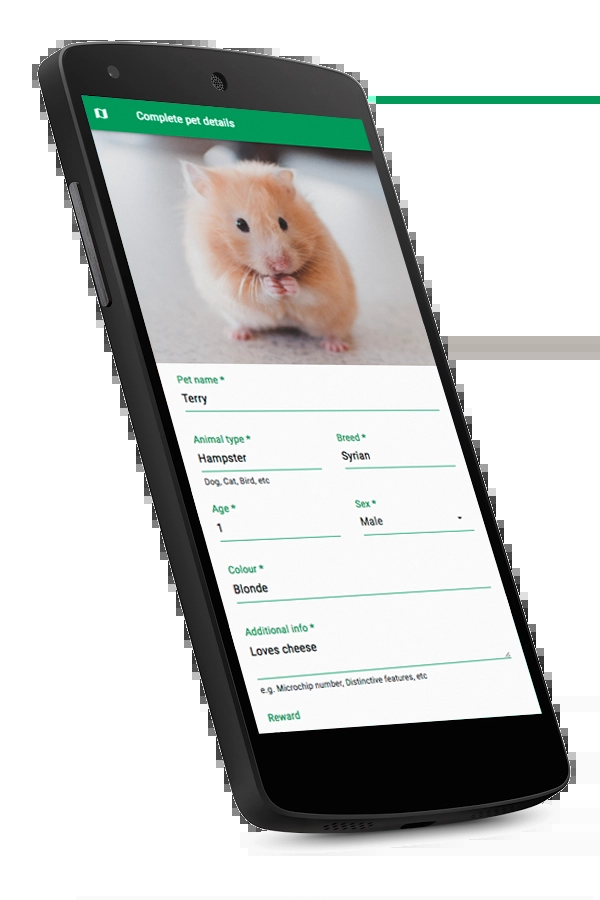 Complete pet details
Pet name *
Terry
Animal type *
Breed *
Hampster
Syrian
Dog, Cat, Bird, etc
Age *
Sex *
1
Male
Colour *
Blonde
Additional info *
Loves cheese
e.g. Microchip number, Distinctive features, etc
Reward